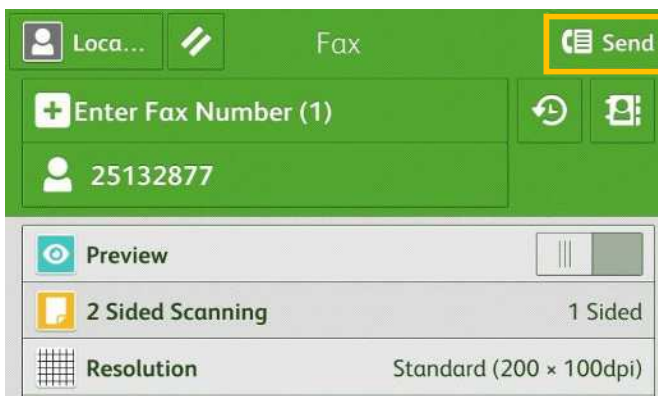 Loca... Fax Send
Enter Fax Number (1)
25132877
Preview
2 Sided Scanning 1 Sided
Resolution Standard (200 × 100dpi)